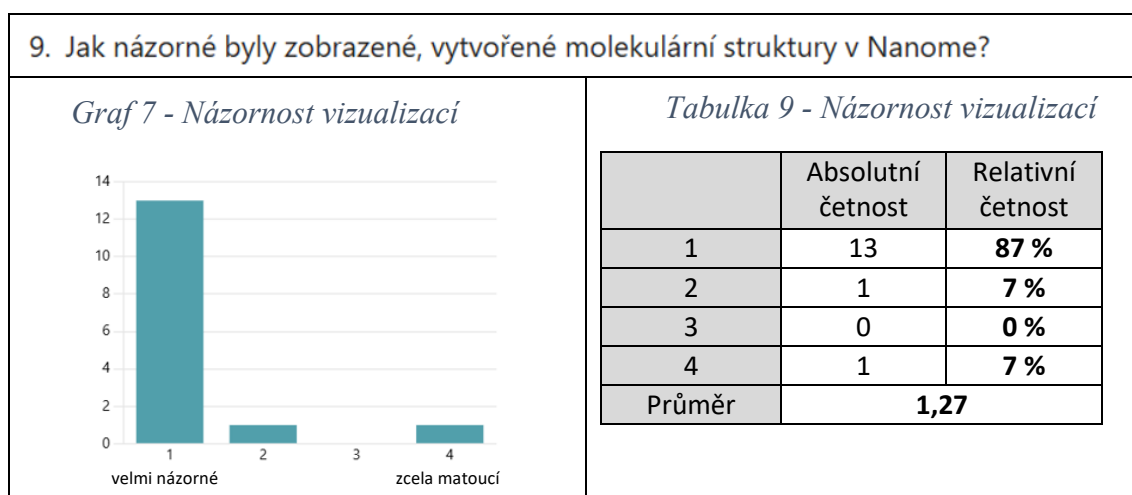 9. Jak názorné byly zobrazené, vytvořené molekulární struktury v Nanome?
Graf 7 - Názornost vizualizací
14
12
10
8
6
4
2
0
1 2 3 4
velmi názorné zcela matoucí
Tabulka 9 - Názornost vizualizací
Absolutní četnost Relativní četnost
1 13 87 %
2 1 7 %
3 0 0 %
4 1 7 %
Průměr 1,27